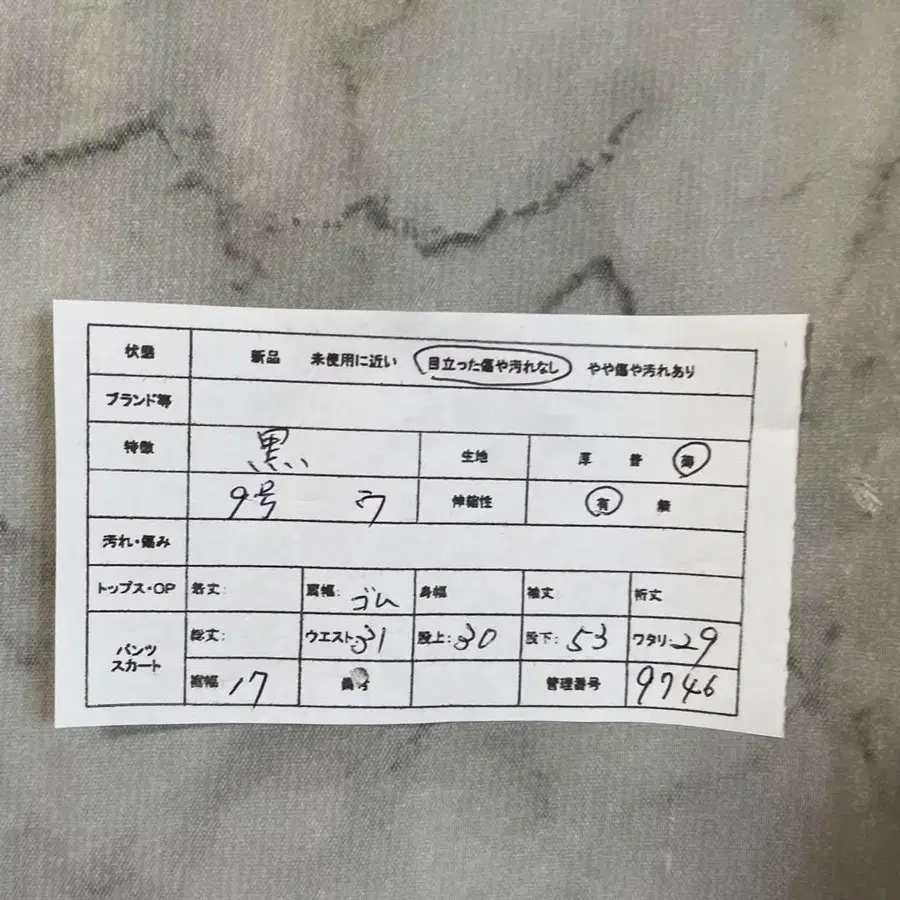 状態 新品 未使用に近い 目立った傷や汚れなし やや傷や汚れあり
ブランド等
特徴 黒 生地 厚 普 薄
9号 ウ 伸縮性 有 無
汚れ・傷み
トップス・OP 着丈: 肩幅: ゴム 身幅 袖丈 裄丈
パンツ スカート 総丈: ウエスト 31 股上: 30 股下: 53 ワタリ: 29
裾幅 17 備考 管理番号 9746